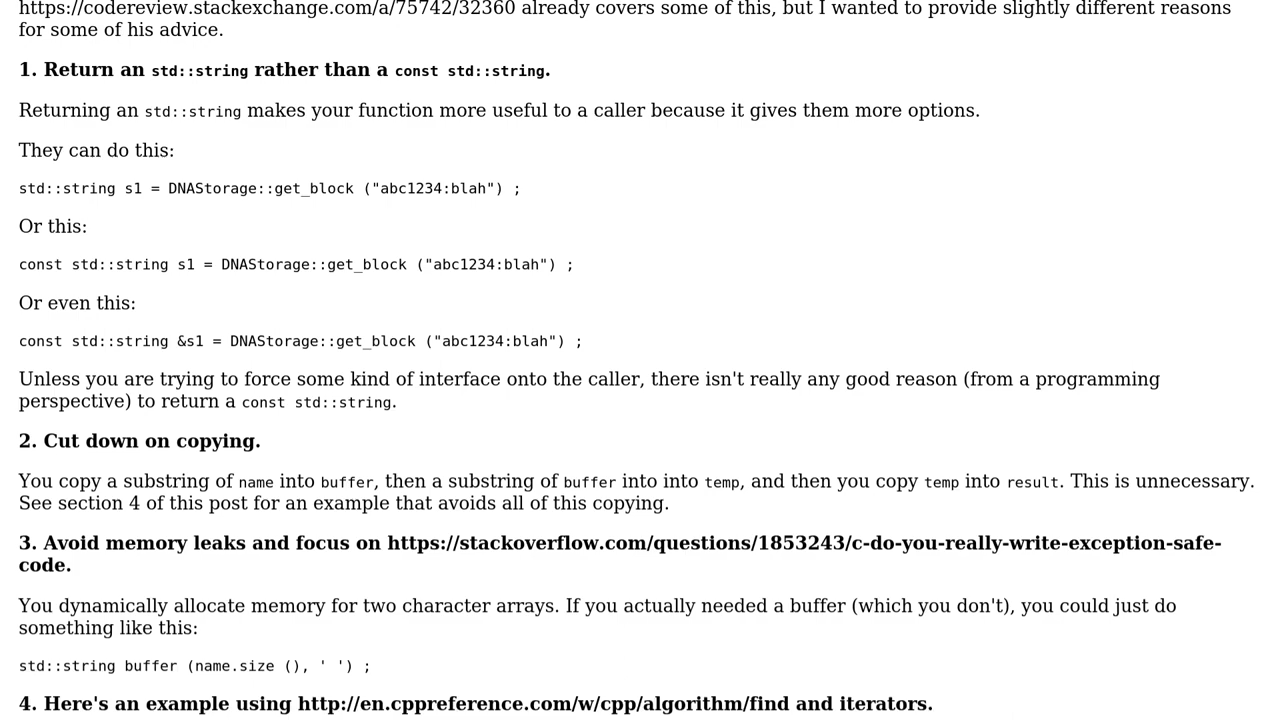 https://codereview.stackexchange.com/a/75742/32360 already covers some of this, but I wanted to provide slightly different reasons
for some of his advice.
1. Return an std::string rather than a const std::string.
Returning an std::string makes your function more useful to a caller because it gives them more options.
They can do this:
std::string s1 = DNAStorage::get_block ("abc1234:blah") ;
Or this:
const std::string s1 = DNAStorage::get_block ("abc1234:blah") ;
Or even this:
const std::string &s1 = DNAStorage::get_block ("abc1234:blah") ;
Unless you are trying to force some kind of interface onto the caller, there isn't really any good reason (from a programming
perspective) to return a const std::string.
2. Cut down on copying.
You copy a substring of name into buffer, then a substring of buffer into into temp, and then you copy temp into result. This is unnecessary.
See section 4 of this post for an example that avoids all of this copying.
3. Avoid memory leaks and focus on https://stackoverflow.com/questions/1853243/c-do-you-really-write-exception-safe-
code.
You dynamically allocate memory for two character arrays. If you actually needed a buffer (which you don't), you could just do
something like this:
std::string buffer (name.size (), ' ') ;
4. Here's an example using http://en.cppreference.com/w/cpp/algorithm/find and iterators.